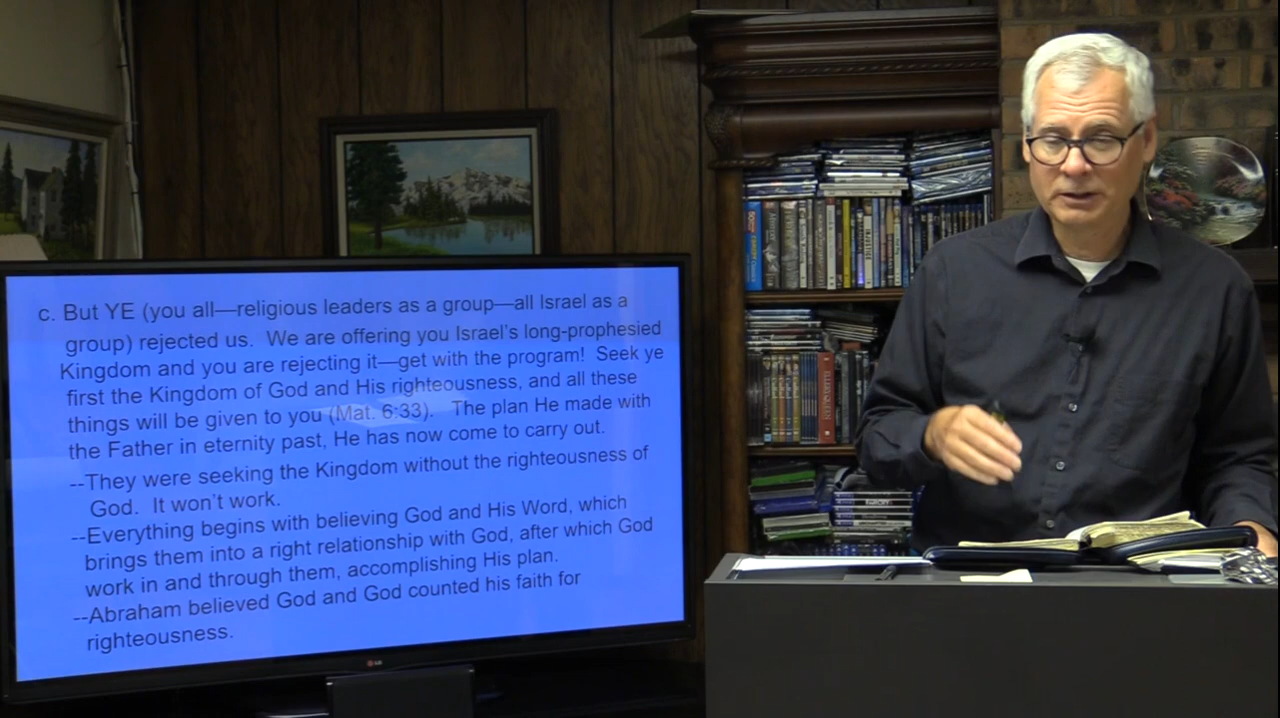 c. But YE (you all—religious leaders as a group—all Israel as a
group) rejected us. We are offering you Israel's long-prophesied
Kingdom and you are rejecting it—get with the program! Seek ye
first the Kingdom of God and His righteousness, and all these
things will be given to you (Mat. 6:33). The plan He made with
the Father in eternity past, He has now come to carry out.
--They were seeking the Kingdom without the righteousness of
God. It won't work.
--Everything begins with believing God and His Word, which
brings them into a right relationship with God, after which God
work in and through them, accomplishing His plan.
--Abraham believed God and God counted his faith for
righteousness.
LG
ELLERY QUEEN